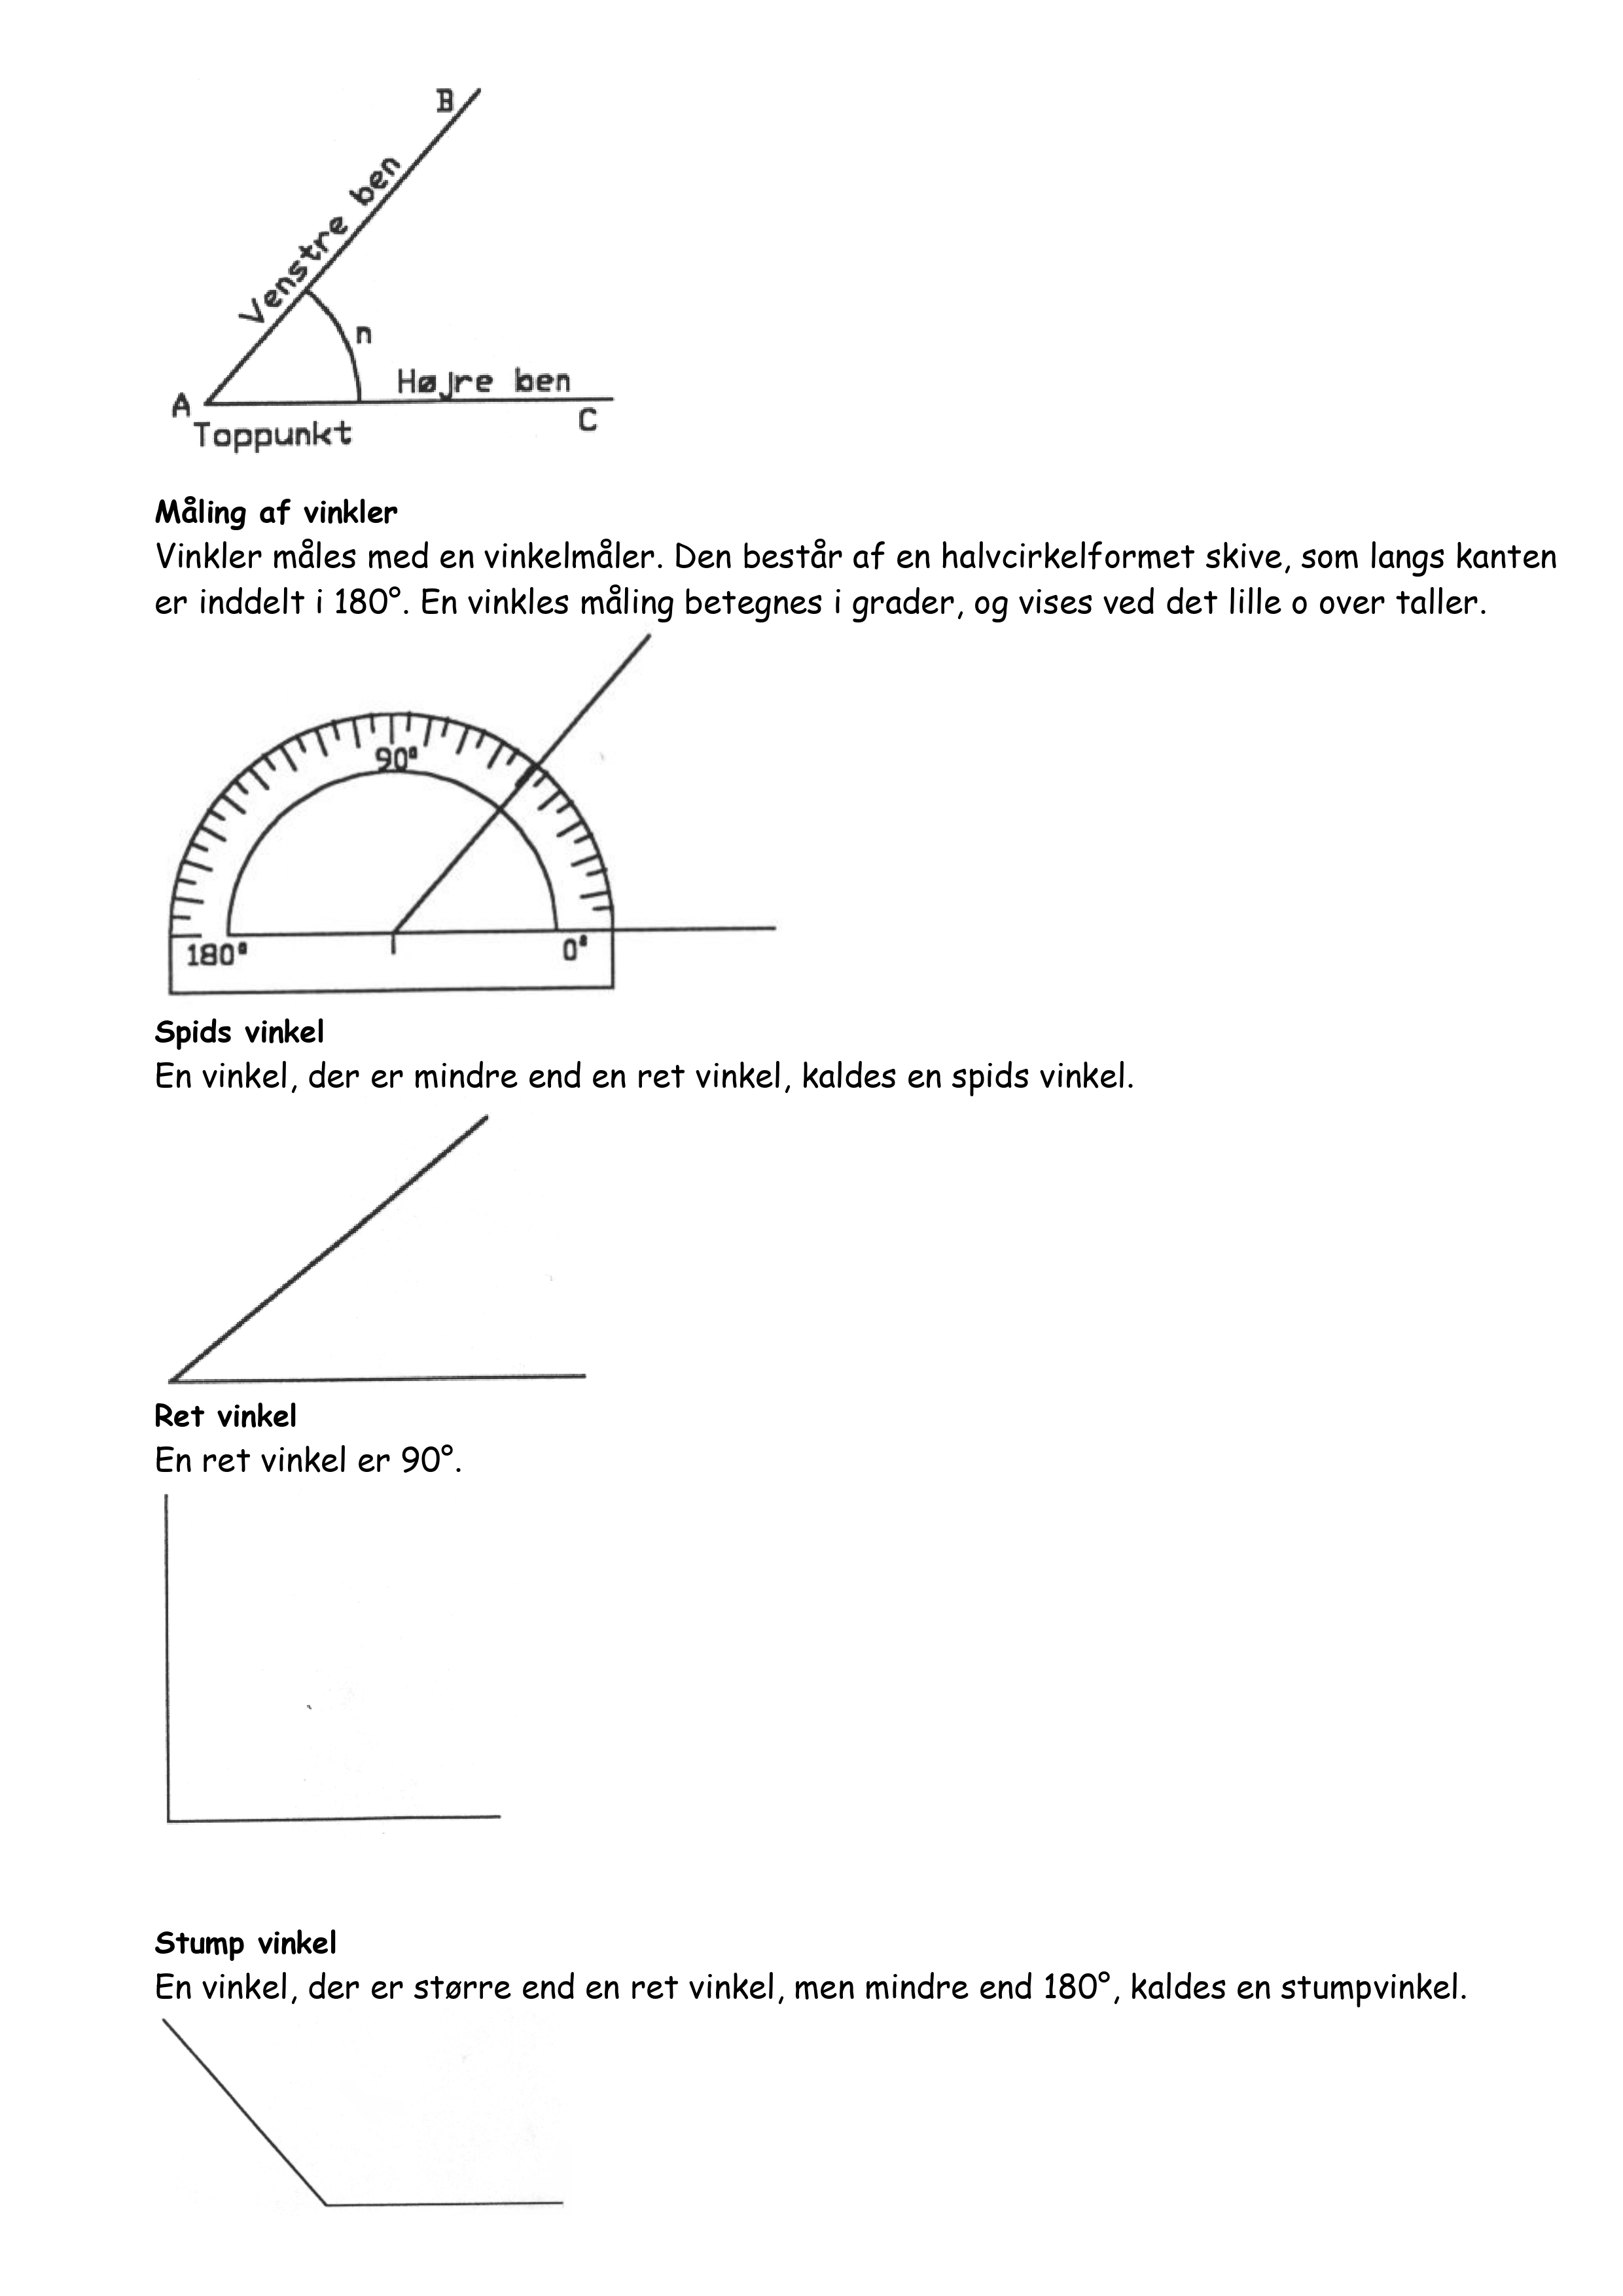 B
Venstre ben
n
Højre ben
A
C
Toppunkt
Måling af vinkler
Vinkler måles med en vinkelmåler. Den består af en halvcirkelformet skive, som langs kanten
er inddelt i 180°. En vinkles måling betegnes i grader, og vises ved det lille o over taller.
90°
180°
0°
Spids vinkel
En vinkel, der er mindre end en ret vinkel, kaldes en spids vinkel.
Ret vinkel
En ret vinkel er 90°.
Stump vinkel
En vinkel, der er større end en ret vinkel, men mindre end 180°, kaldes en stumpvinkel.